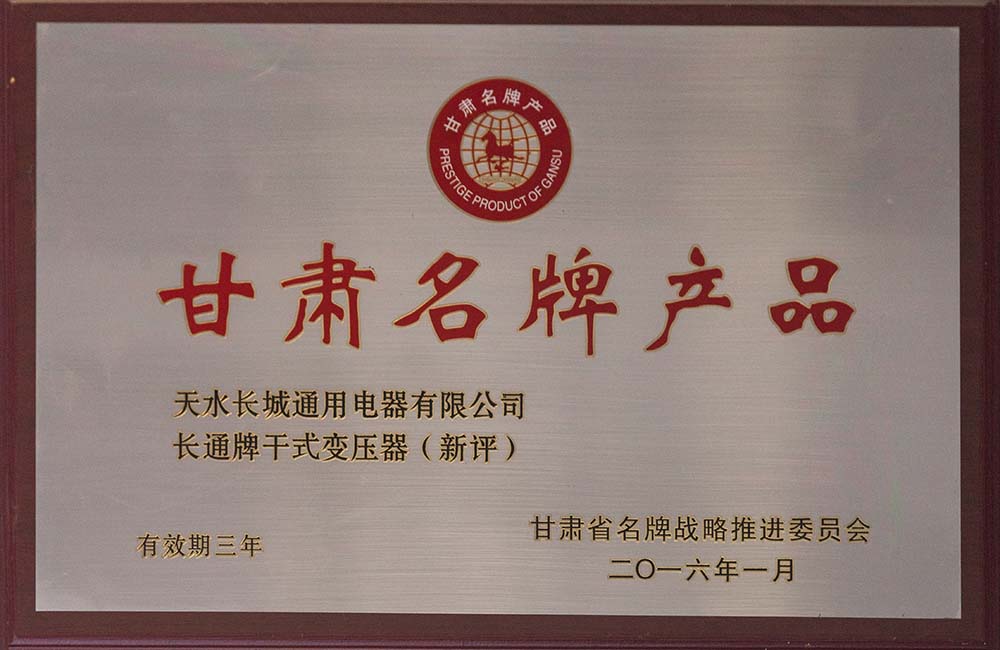 甘肃名牌产品
PRESTIGE PRODUCT OF GANSU
甘肃名牌产品
天水长城通用电器有限公司
长通牌干式变压器（新评）
有效期三年
甘肃省名牌战略推进委员会
二〇一六年一月